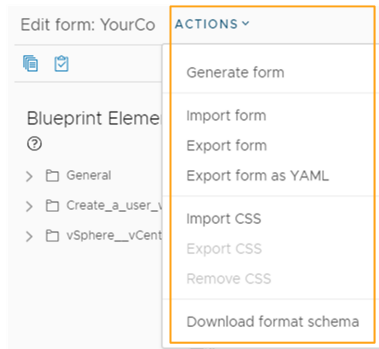 Edit form: YourCo
ACTIONS
Generate form
Import form
Export form
Export form as YAML
Import CSS
Export CSS
Remove CSS
Download format schema
Blueprint Eleme
General
Create_a_user_v
vSphere__vCent